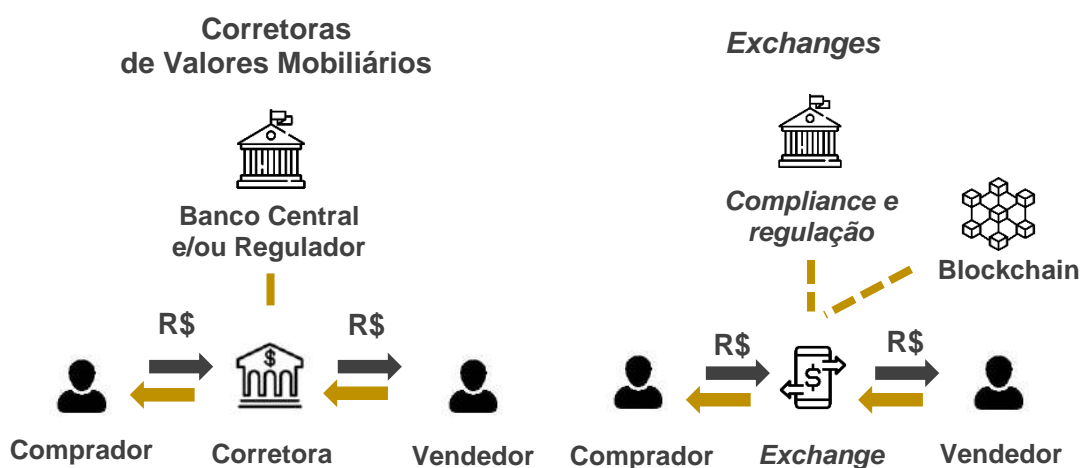 Corretoras
de Valores Mobiliários
Banco Central
e/ou Regulador
R$
R$
$
Comprador
Corretora
Vendedor
Exchanges
Compliance e
regulação
Blockchain
R$
R$
$
Comprador
Exchange
Vendedor